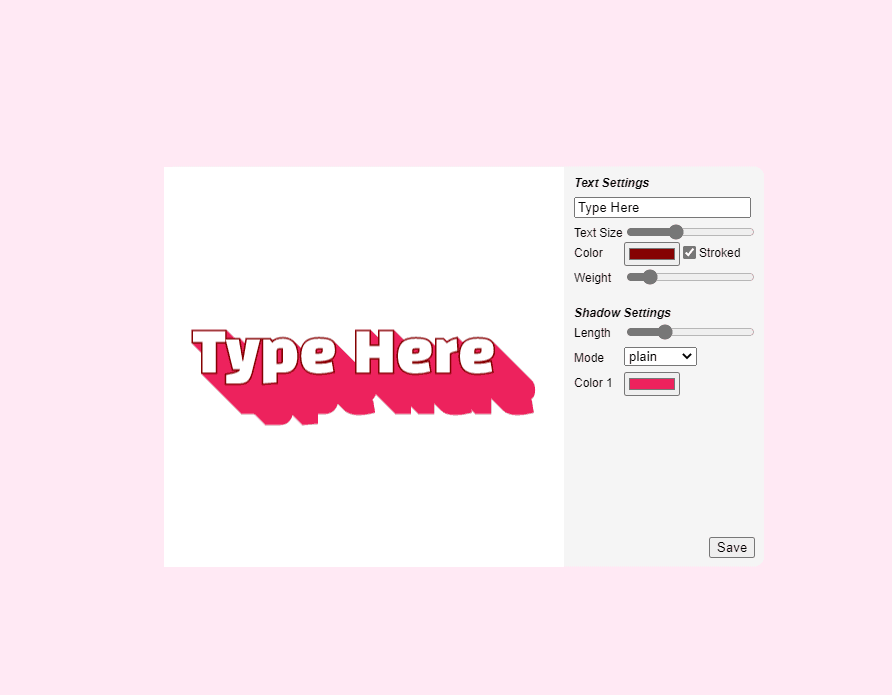 Type Here
Text Settings
Type Here
Text Size
Color
Stroked
Weight
Shadow Settings
Length
Mode
plain
Color 1
Save